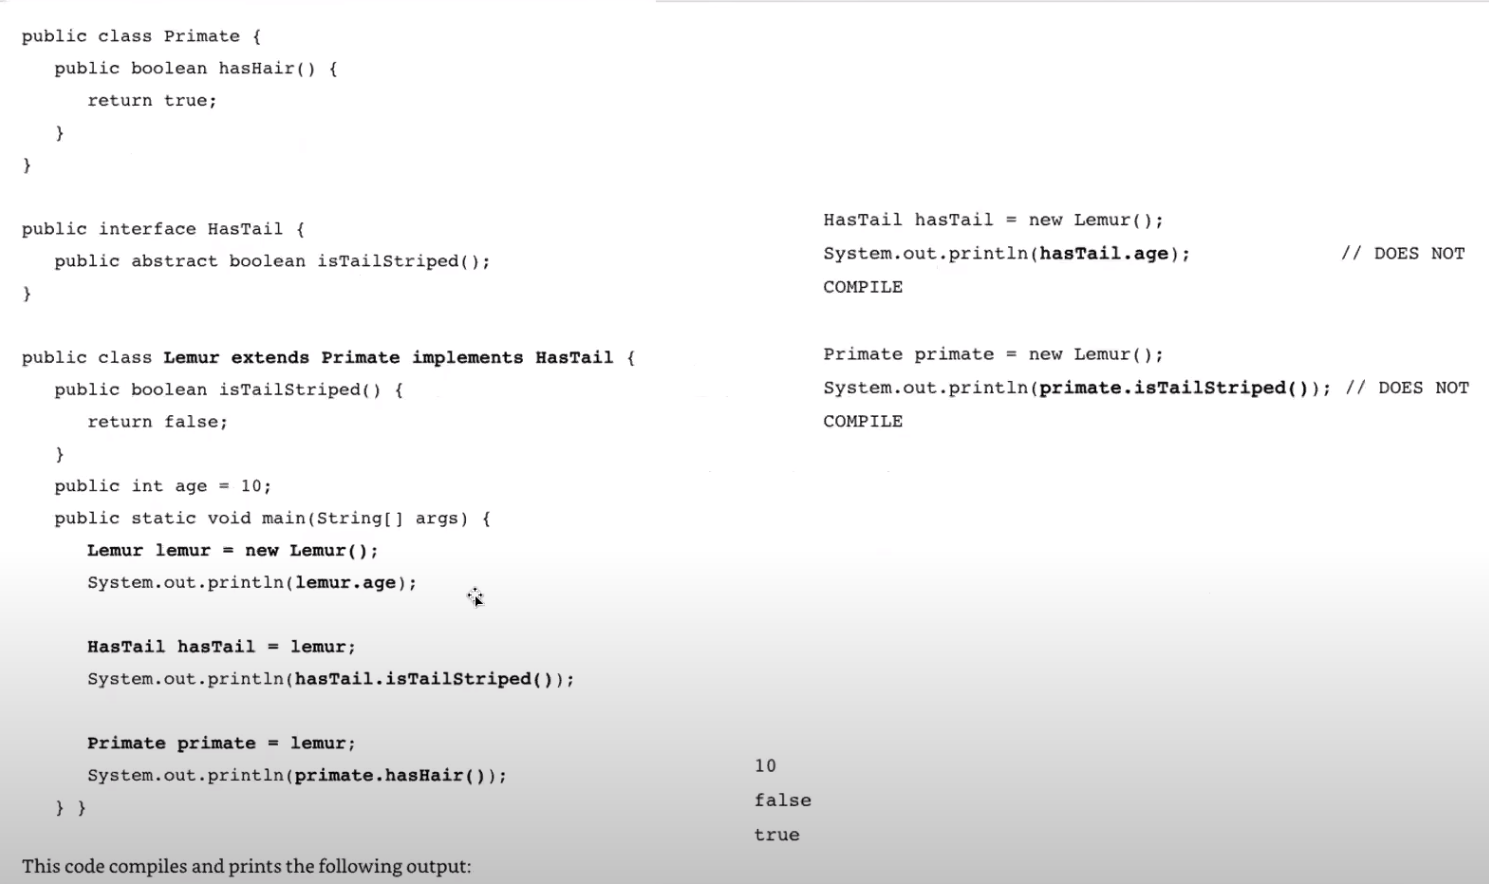 public class Primate {
public boolean hasHair() {
return true;
}
}
public interface HasTail {
public abstract boolean isTailStriped();
}
public class Lemur extends Primate implements HasTail {
public boolean isTailStriped() {
return false;
}
public int age = 10;
public static void main(String[] args) {
Lemur lemur = new Lemur();
System.out.println(lemur.age);
HasTail hasTail = lemur;
System.out.println(hasTail.isTailStriped());
Primate primate = lemur;
System.out.println(primate.hasHair());
} }
This code compiles and prints the following output:
10
false
true
HasTail hasTail = new Lemur();
System.out.println(hasTail.age); // DOES NOT
COMPILE
Primate primate = new Lemur();
System.out.println(primate.isTailStriped()); // DOES NOT
COMPILE